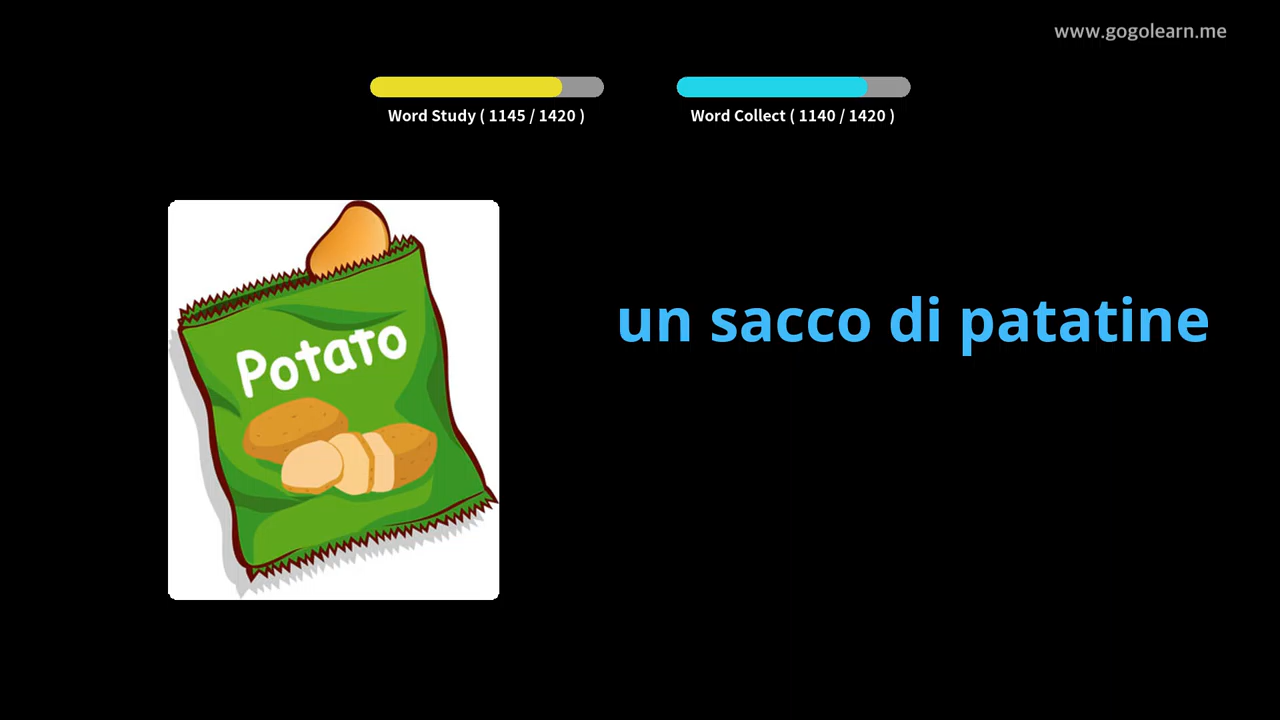 www.gogolearn.me
Word Study ( 1145 / 1420 )
Word Collect ( 1140 / 1420 )
Potato
un sacco di patatine